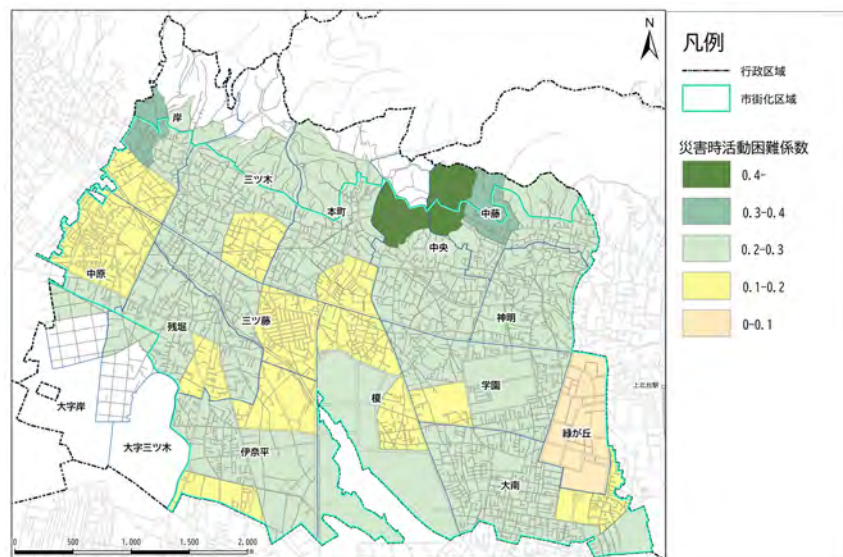 N
凡例
行政区域
市街化区域
災害時活動困難係数
0.4-
0.3-0.4
0.2-0.3
0.1-0.2
0-0.1
岸
三ツ木
本町
中藤
中央
中原
残堀
三ツ藤
神明
学園
榎
上北台駅
大字岸
緑が丘
大字三ツ木
伊奈平
大南
0 500 1,000 1,500 2,000
m